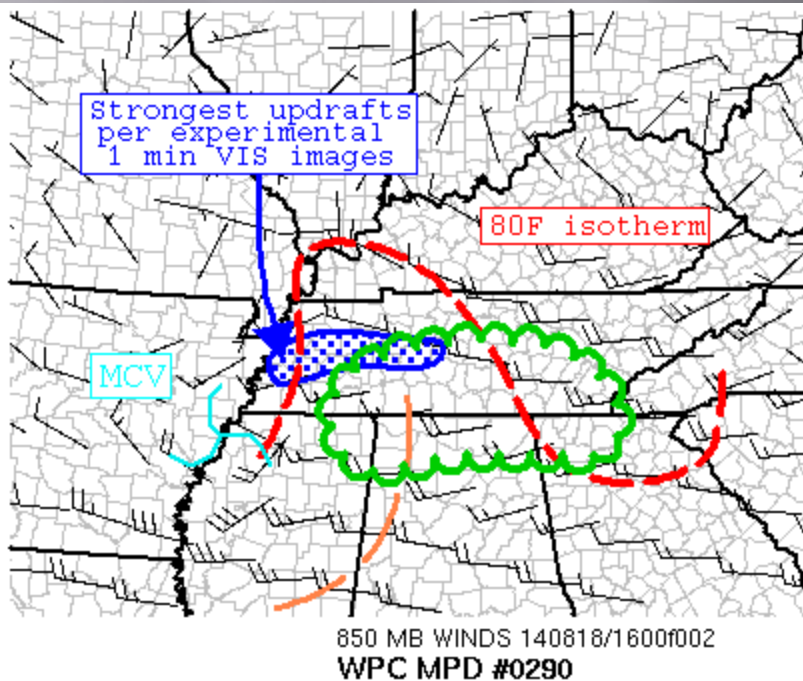 Strongest updrafts
per experimental
1 min VIS images
80F isotherm
MCV
850 MB WINDS 140818/1600f002
WPC MPD #0290